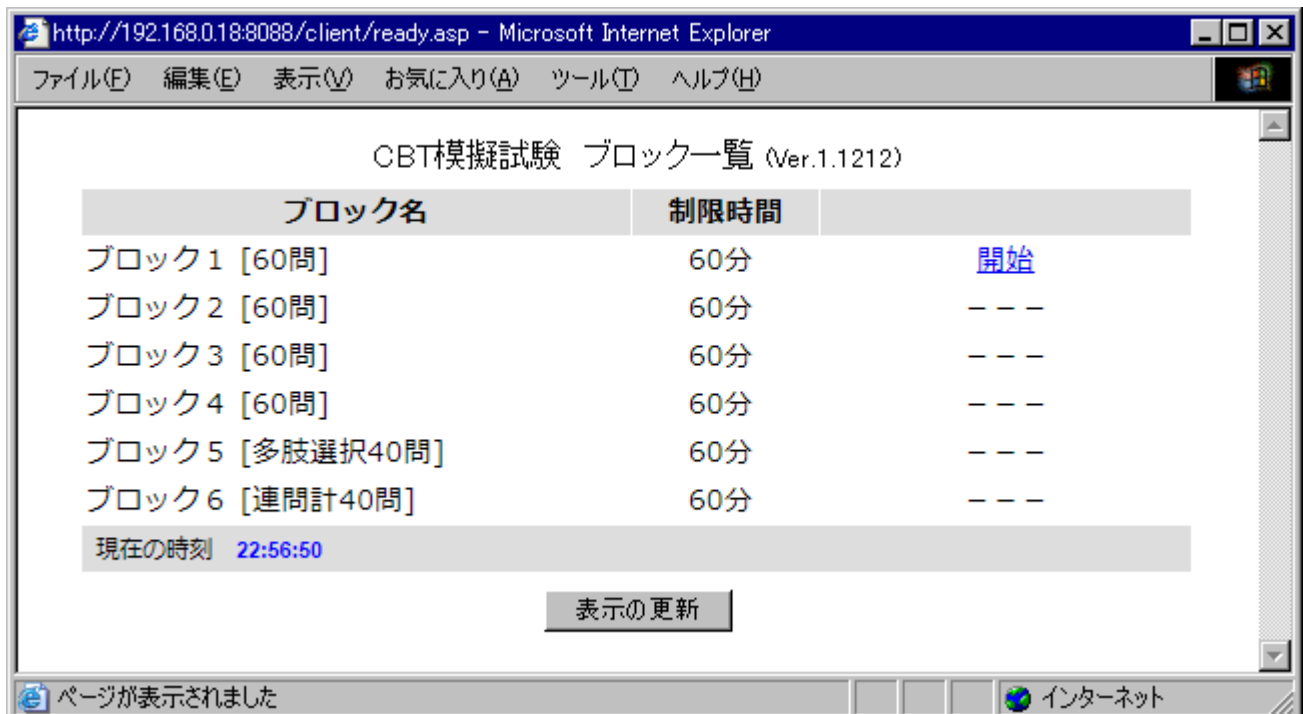 http://192.168.0.18:8088/client/ready.asp - Microsoft Internet Explorer
ファイル(F) 編集(E) 表示(V) お気に入り(A) ツール(T) ヘルプ(H)
CBT模擬試験 ブロック一覧 (Ver.1.1212)
ブロック名 制限時間
ブロック１ [60問] 60分 開始
ブロック２ [60問] 60分 －－－
ブロック３ [60問] 60分 －－－
ブロック４ [60問] 60分 －－－
ブロック５ [多肢選択40問] 60分 －－－
ブロック６ [連問計40問] 60分 －－－
現在の時刻 22:56:50
表示の更新
ページが表示されました インターネット